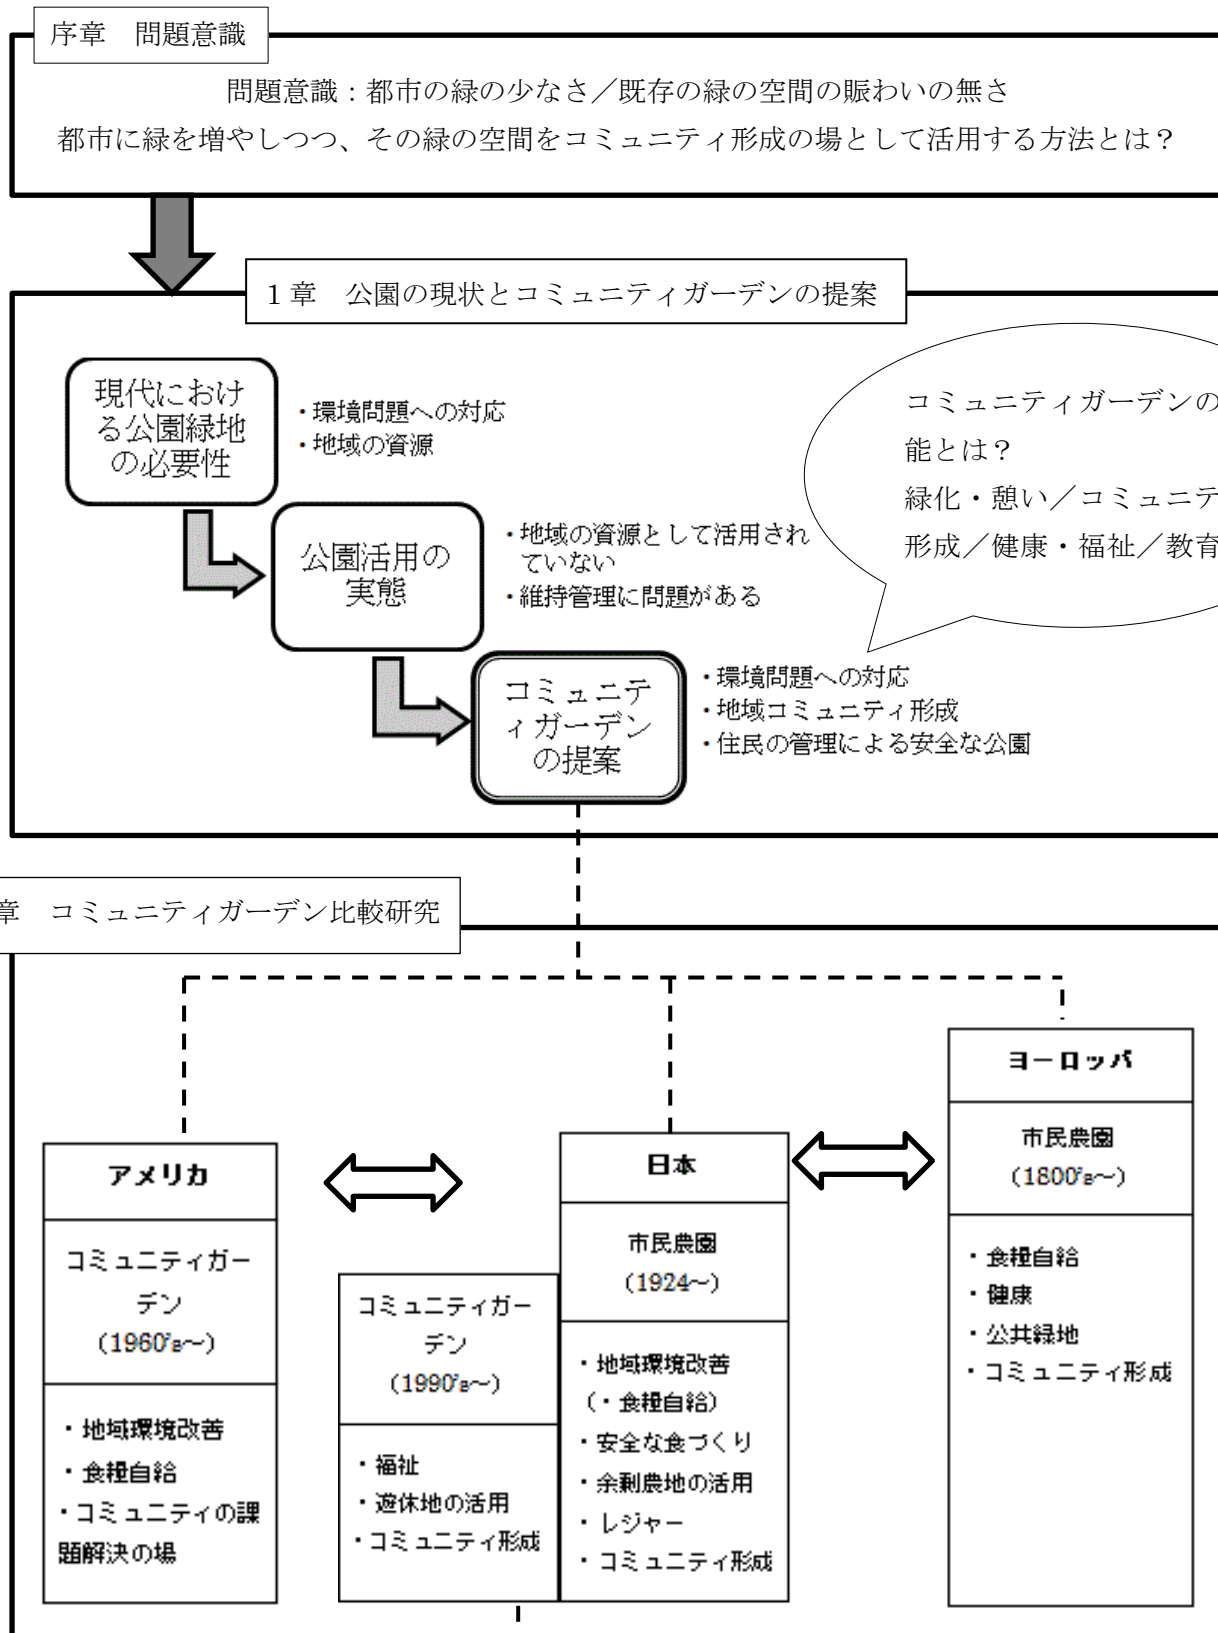 序章　問題意識
問題意識：都市の緑の少なさ／既存の緑の空間の賑わいの無さ
都市に緑を増やしつつ、その緑の空間をコミュニティ形成の場として活用する方法とは？
1章　公園の現状とコミュニティガーデンの提案
現代におけ
る公園緑地
の必要性
・環境問題への対応
・地域の資源
公園活用の
実態
・地域の資源として活用され
ていない
・維持管理に問題がある
コミュニティガーデンの
能とは？
緑化・憩い／コミュニテ
形成／健康・福祉／教育
コミュニテ
ィガーデン
の提案
・環境問題への対応
・地域コミュニティ形成
・住民の管理による安全な公園
章　コミュニティガーデン比較研究
アメリカ
コミュニティガー
デン
（1960's～）
・地域環境改善
・食糧自給
・コミュニティの課
題解決の場
コミュニティガー
デン
（1990's～）
・福祉
・遊休地の活用
・コミュニティ形成
日本
市民農園
（1924～）
・地域環境改善
（・食糧自給）
・安全な食づくり
・余剰農地の活用
・レジャー
・コミュニティ形成
ヨーロッパ
市民農園
（1800's～）
・食糧自給
・健康
・公共緑地
・コミュニティ形成